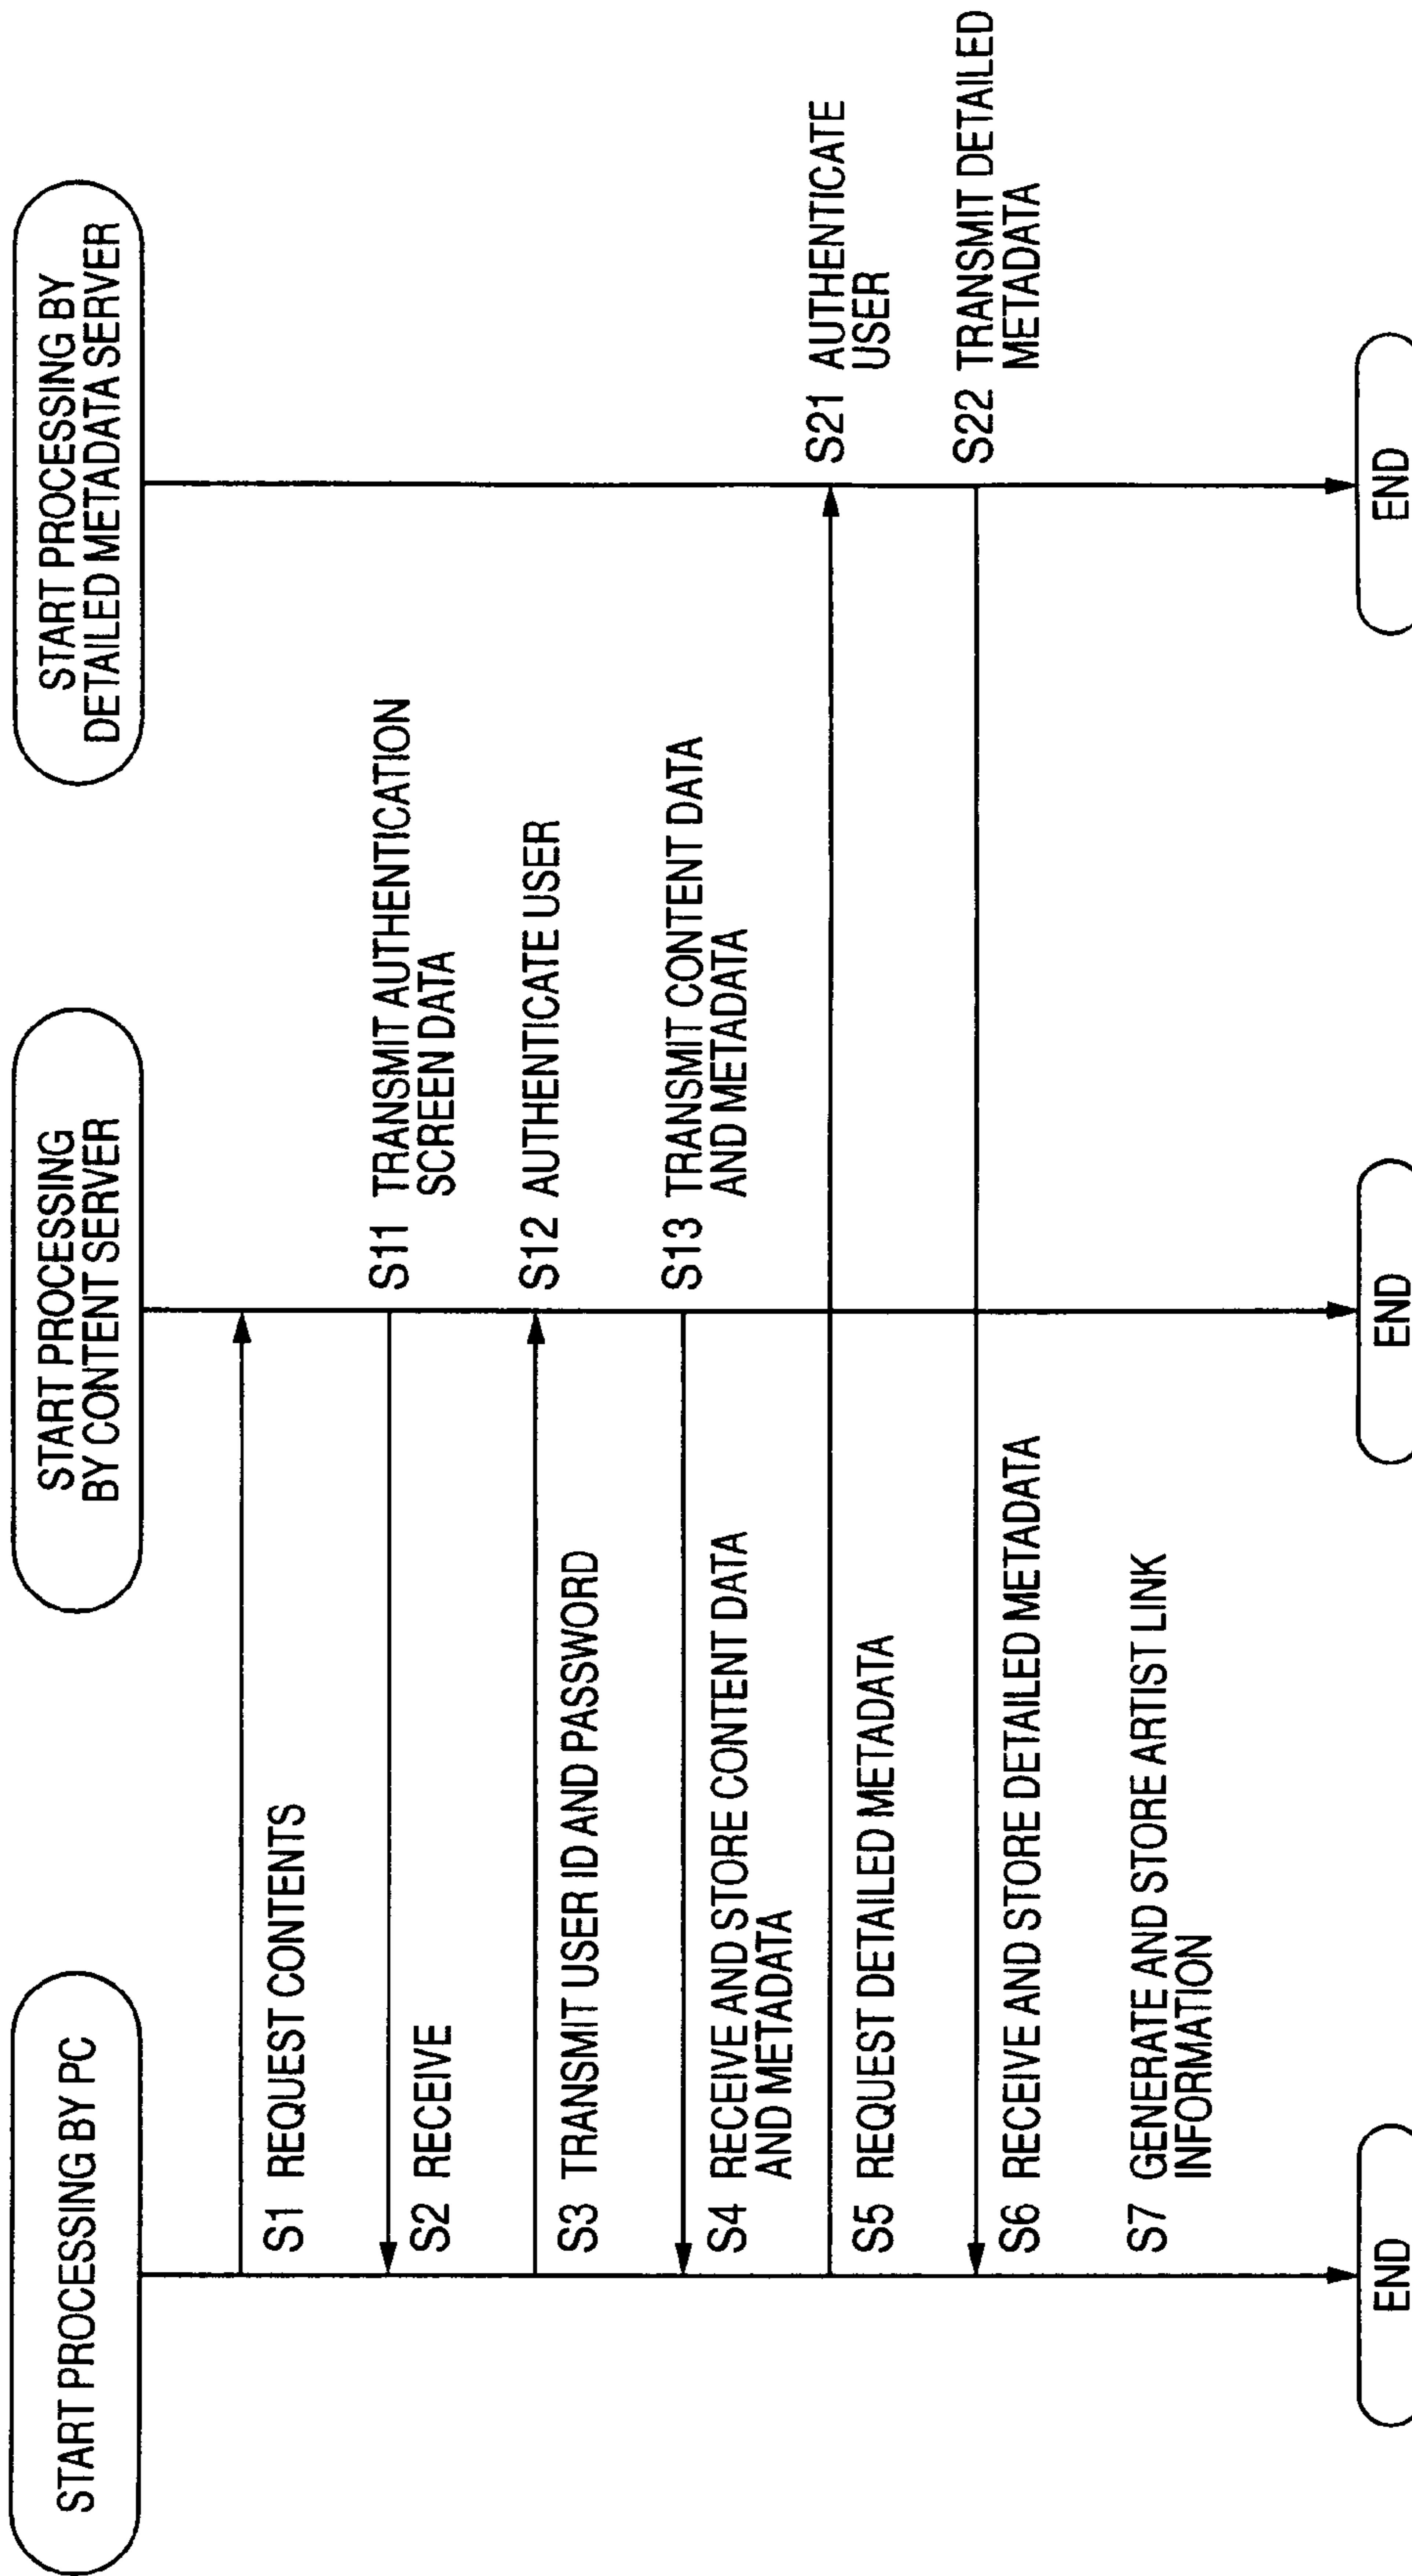 START PROCESSING BY PC
START PROCESSING
BY CONTENT SERVER
START PROCESSING BY
DETAILED METADATA SERVER
S1 REQUEST CONTENTS
S11 TRANSMIT AUTHENTICATION
SCREEN DATA
S2 RECEIVE
S12 AUTHENTICATE USER
S3 TRANSMIT USER ID AND PASSWORD
S13 TRANSMIT CONTENT DATA
AND METADATA
S4 RECEIVE AND STORE CONTENT DATA
AND METADATA
S21 AUTHENTICATE
USER
S5 REQUEST DETAILED METADATA
S22 TRANSMIT DETAILED
METADATA
S6 RECEIVE AND STORE DETAILED METADATA
S7 GENERATE AND STORE ARTIST LINK
INFORMATION
END
END
END